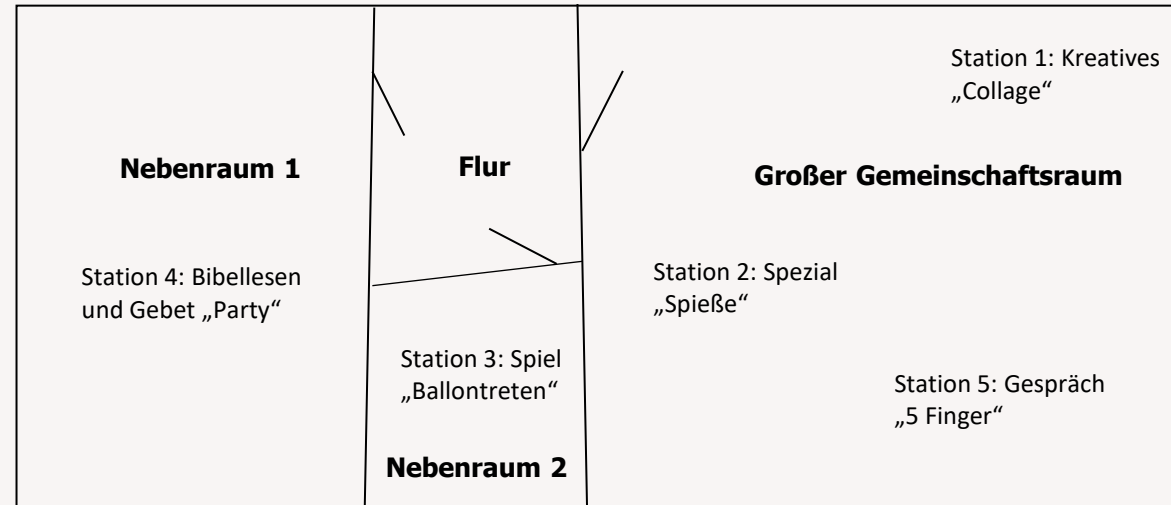 Station 1: Kreatives
„Collage“
Nebenraum 1
Flur
Großer Gemeinschaftsraum
Station 4: Bibellesen
und Gebet „Party“
Station 2: Spezial
„Spieße“
Station 3: Spiel
„Ballontreten“
Station 5: Gespräch
„5 Finger“
Nebenraum 2